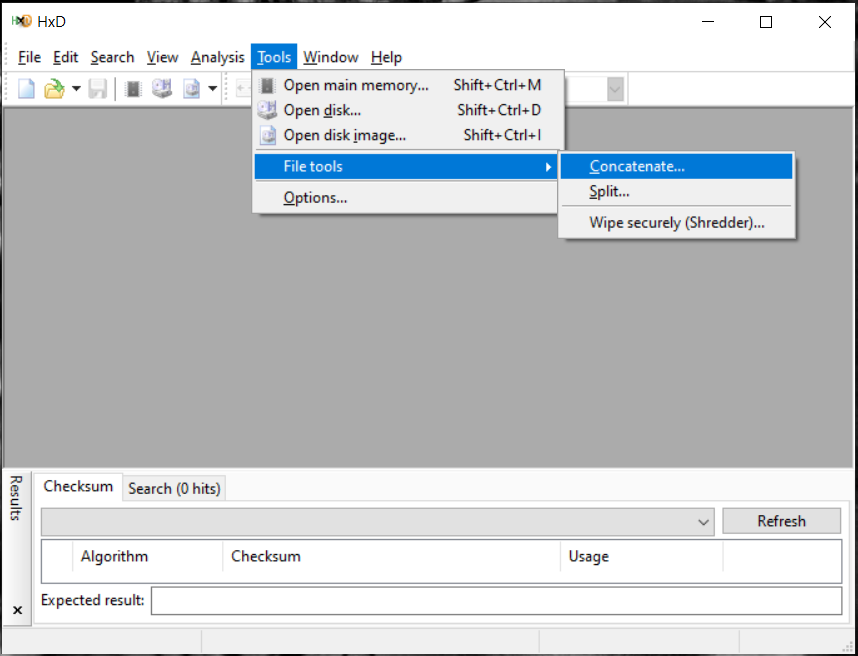 HxD
File Edit Search View Analysis Tools Window Help
Open main memory... Shift+Ctrl+M
Open disk... Shift+Ctrl+D
Open disk image... Shift+Ctrl+I
File tools
Options...
Concatenate...
Split...
Wipe securely (Shredder)...
Results
Checksum Search (0 hits)
Refresh
Algorithm Checksum Usage
Expected result: